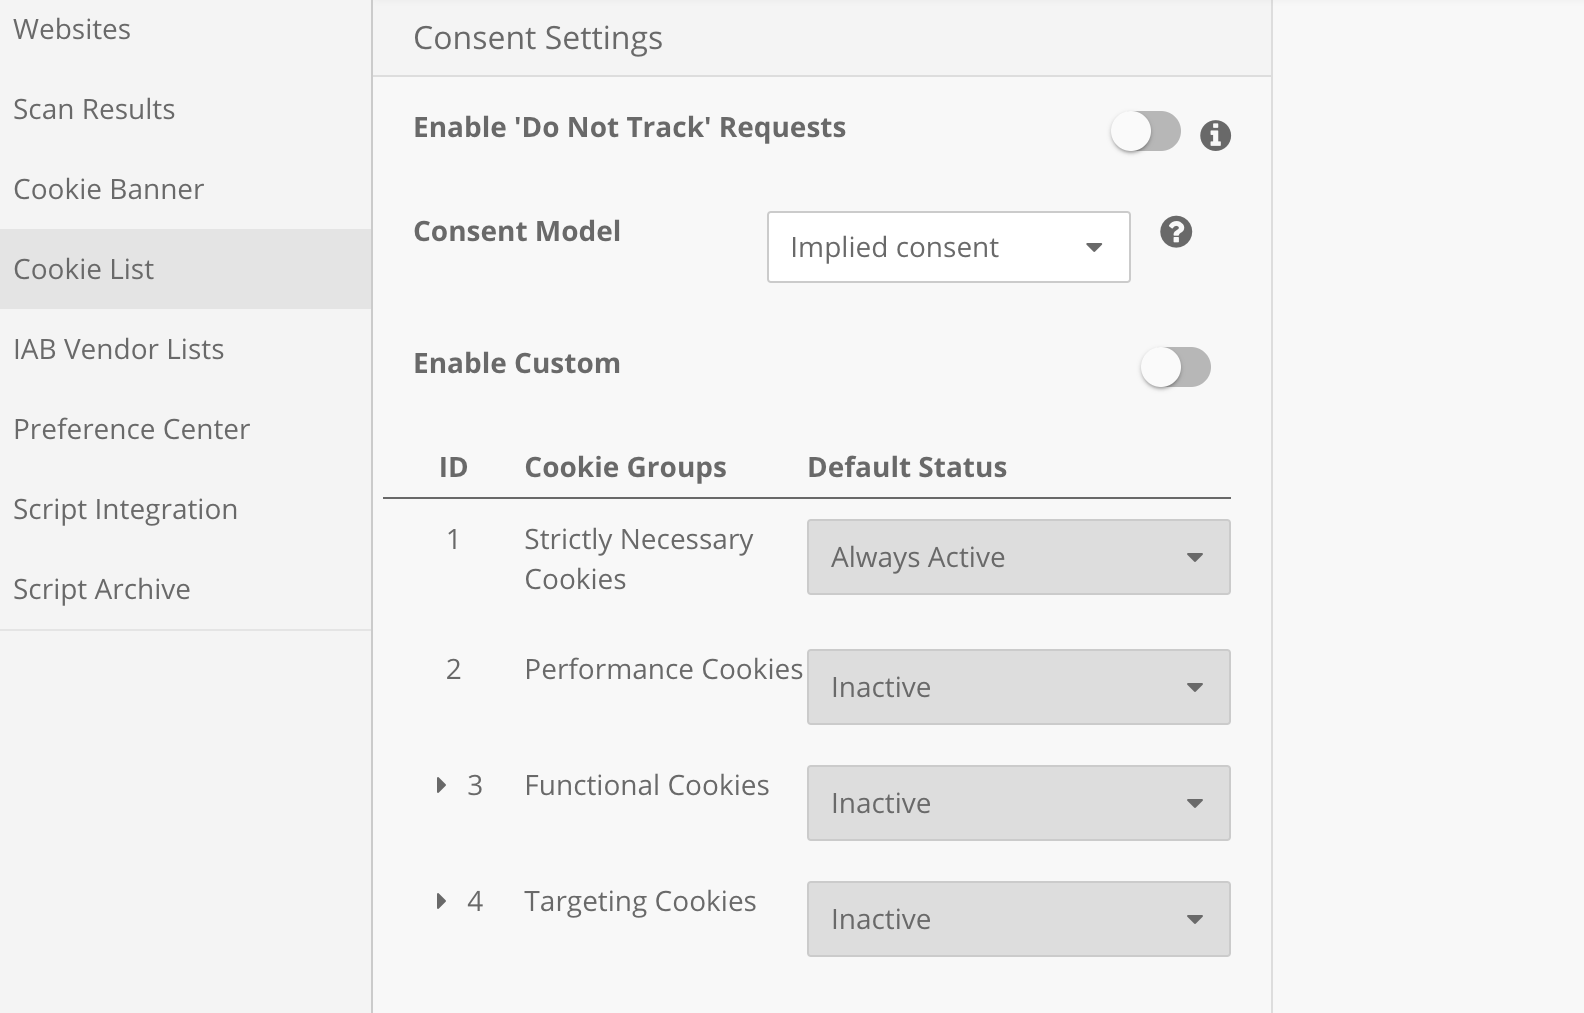 Websites
Scan Results
Cookie Banner
Cookie List
IAB Vendor Lists
Preference Center
Script Integration
Script Archive
Consent Settings
Enable 'Do Not Track' Requests
Consent Model
Implied consent
Enable Custom
ID Cookie Groups Default Status
1 Strictly Necessary
Cookies
Always Active
2 Performance Cookies Inactive
3 Functional Cookies Inactive
4 Targeting Cookies Inactive